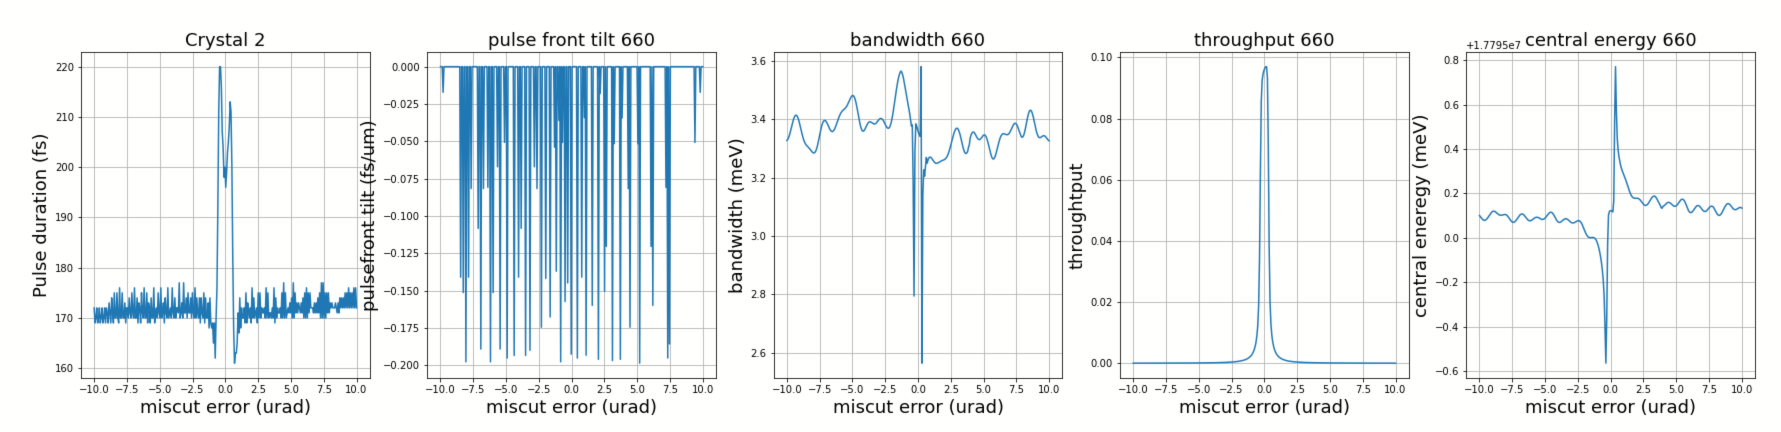 Crystal 2
Pulse duration (fs)
220
210
200
190
180
170
160
−10.0 −7.5 −5.0 −2.5 0.0 2.5 5.0 7.5 10.0
miscut error (urad)
pulse front tilt 660
pulsefront tilt (fs/um)
0.000
−0.025
−0.050
−0.075
−0.100
−0.125
−0.150
−0.175
−0.200
−10.0 −7.5 −5.0 −2.5 0.0 2.5 5.0 7.5 10.0
miscut error (urad)
bandwidth 660
bandwidth (meV)
3.6
3.4
3.2
3.0
2.8
2.6
−10.0 −7.5 −5.0 −2.5 0.0 2.5 5.0 7.5 10.0
miscut error (urad)
throughput 660
throughtput
0.10
0.08
0.06
0.04
0.02
0.00
−10.0 −7.5 −5.0 −2.5 0.0 2.5 5.0 7.5 10.0
miscut error (urad)
+1.7795e7
central energy 660
central eneregy (meV)
0.8
0.6
0.4
0.2
0.0
−0.2
−0.4
−0.6
−10.0 −7.5 −5.0 −2.5 0.0 2.5 5.0 7.5 10.0
miscut error (urad)